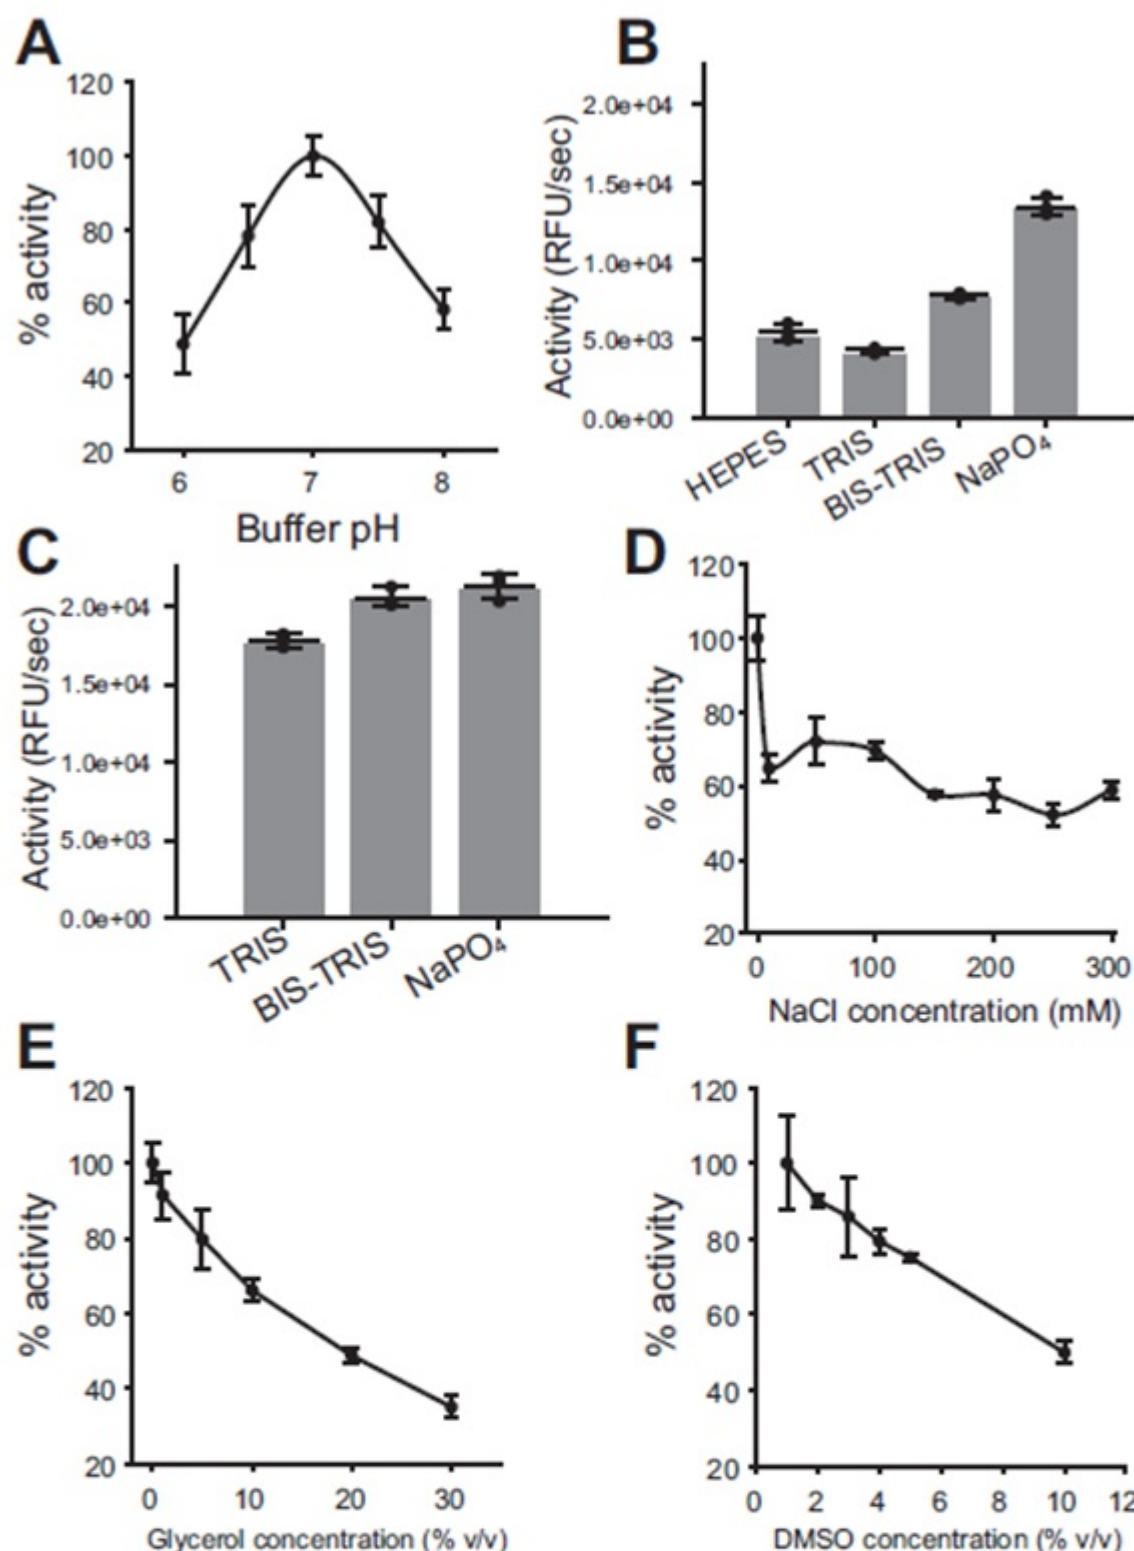 A
120
100
80
60
40
20
% activity
6 7 8
Buffer pH
B
2.0e+04
1.5e+04
1.0e+04
5.0e+03
0.0e+00
Activity (RFU/sec)
HEPES
TRIS
BIS-TRIS
NaPO4
C
2.0e+04
1.5e+04
1.0e+04
5.0e+03
0.0e+00
Activity (RFU/sec)
TRIS
BIS-TRIS
NaPO4
D
120
100
80
60
40
20
% activity
0 100 200 300
NaCl concentration (mM)
E
120
100
80
60
40
20
% activity
0 10 20 30
Glycerol concentration (% v/v)
F
120
100
80
60
40
20
% activity
0 2 4 6 8 10 12
DMSO concentration (% v/v)